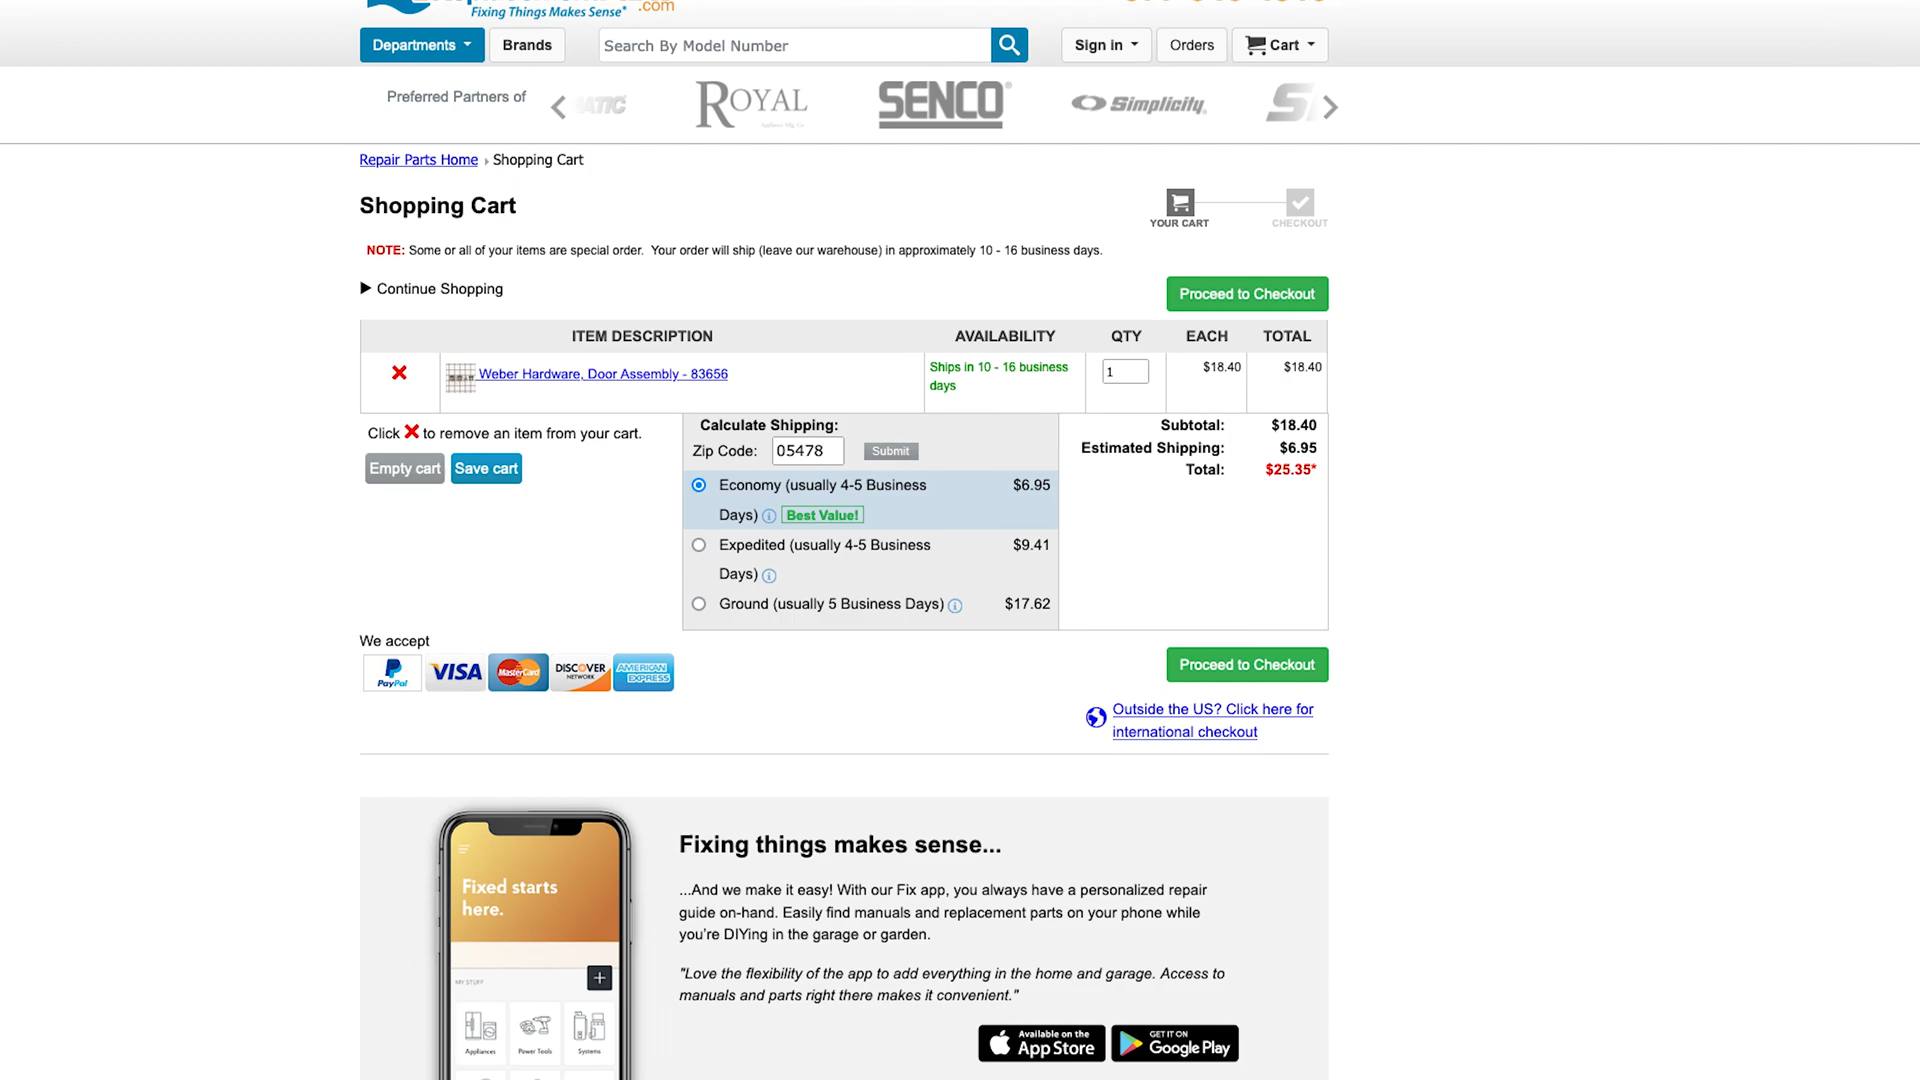 Fixing Things Makes Sense
.com
Departments
Brands
Search By Model Number
Sign in
Orders
Cart
Preferred Partners of
ATIC
ROYAL
Appliance Mfg. Co.
SENCO®
Simplicity
Repair Parts Home › Shopping Cart
Shopping Cart
YOUR CART
CHECKOUT
NOTE: Some or all of your items are special order. Your order will ship (leave our warehouse) in approximately 10 - 16 business days.
Continue Shopping
Proceed to Checkout
ITEM DESCRIPTION AVAILABILITY QTY EACH TOTAL
Weber Hardware, Door Assembly - 83656
Ships in 10 - 16 business
days
1
$18.40
$18.40
Click ✕ to remove an item from your cart.
Empty cart
Save cart
Calculate Shipping:
Zip Code: 05478 Submit
Economy (usually 4-5 Business
Days) Best Value!
$6.95
Expedited (usually 4-5 Business
Days)
$9.41
Ground (usually 5 Business Days)
$17.62
Subtotal: $18.40
Estimated Shipping: $6.95
Total: $25.35*
We accept
PayPal
VISA
MasterCard
DISCOVER
NETWORK
AMERICAN
EXPRESS
Proceed to Checkout
Outside the US? Click here for
international checkout
Fixed starts
here.
MY STUFF
Appliances
Power Tools
Systems
Fixing things makes sense...
...And we make it easy! With our Fix app, you always have a personalized repair
guide on-hand. Easily find manuals and replacement parts on your phone while
you’re DIYing in the garage or garden.
"Love the flexibility of the app to add everything in the home and garage. Access to
manuals and parts right there makes it convenient."
Available on the
App Store
GET IT ON
Google Play